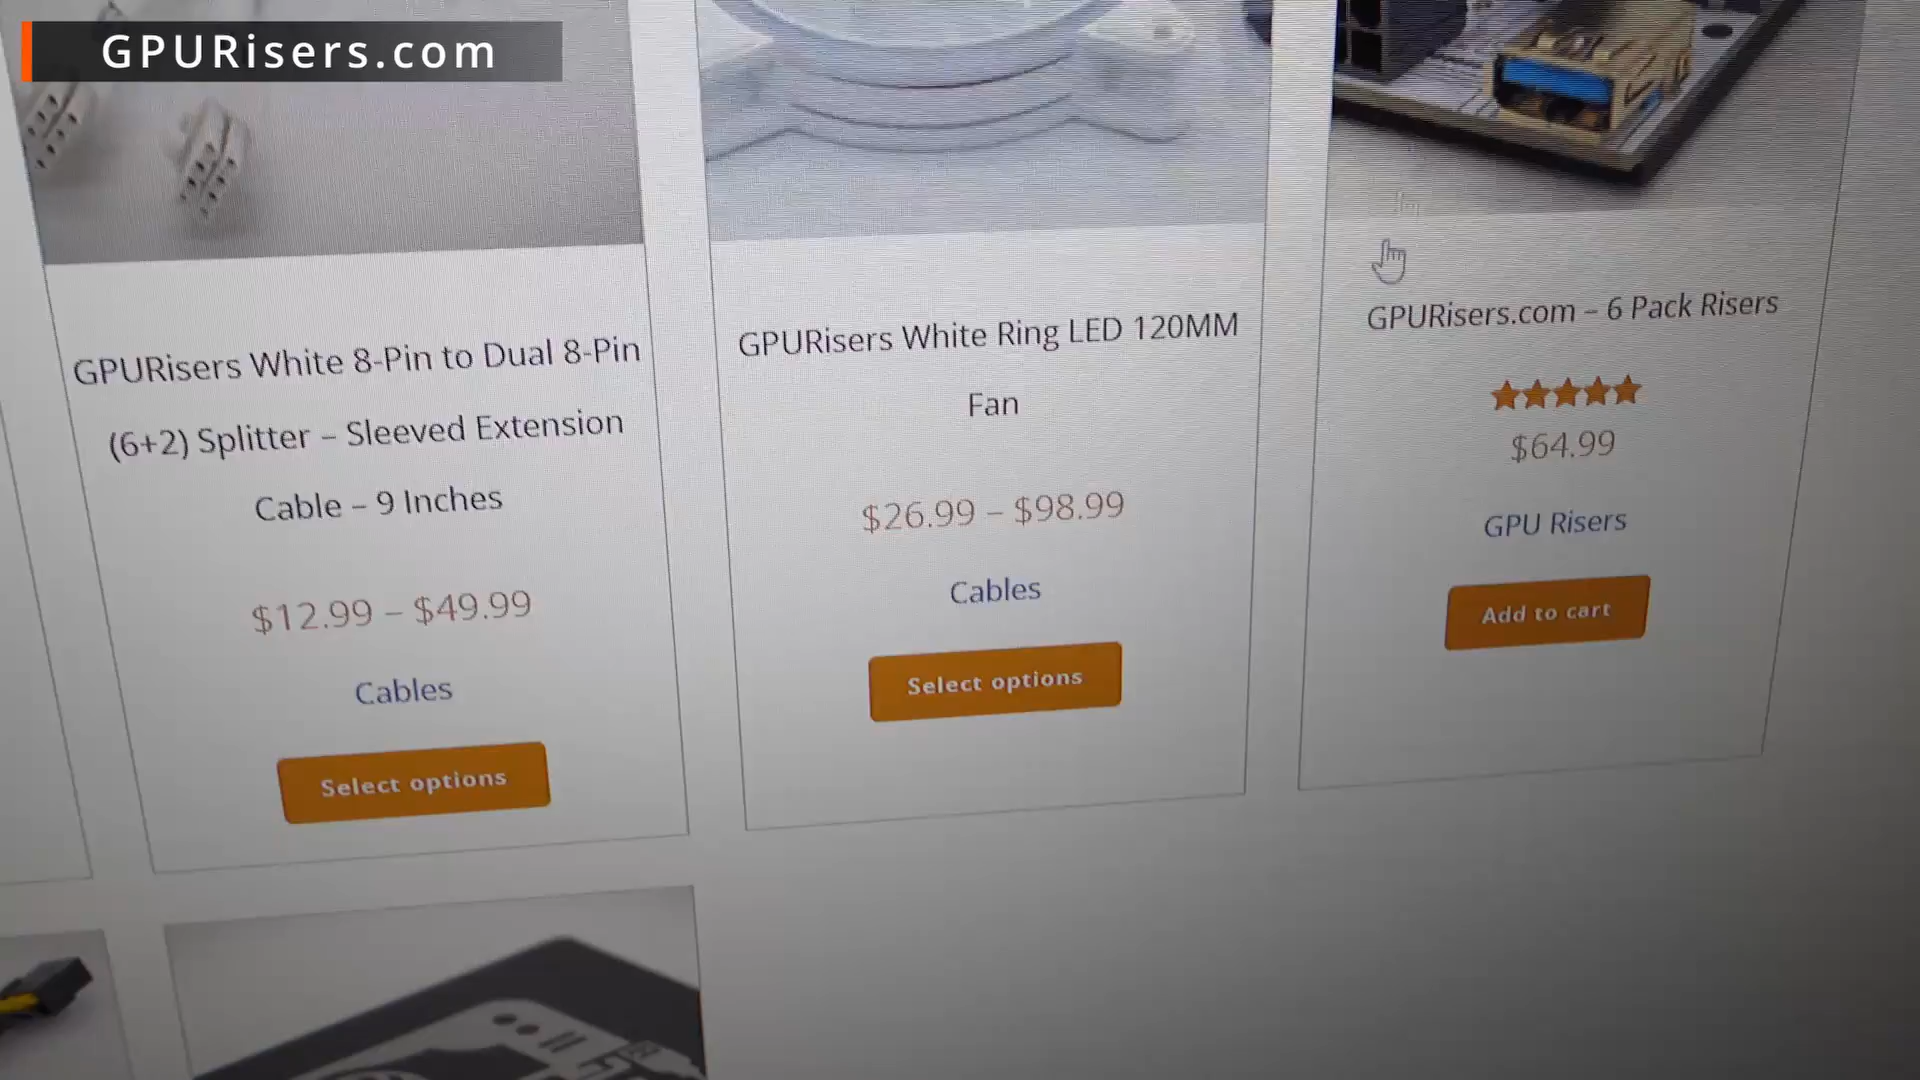 GPURisers.com
GPURisers White 8-Pin to Dual 8-Pin
(6+2) Splitter – Sleeved Extension
Cable – 9 Inches
$12.99 – $49.99
Cables
Select options
GPURisers White Ring LED 120MM
Fan
$26.99 – $98.99
Cables
Select options
GPURisers.com – 6 Pack Risers
$64.99
GPU Risers
Add to cart